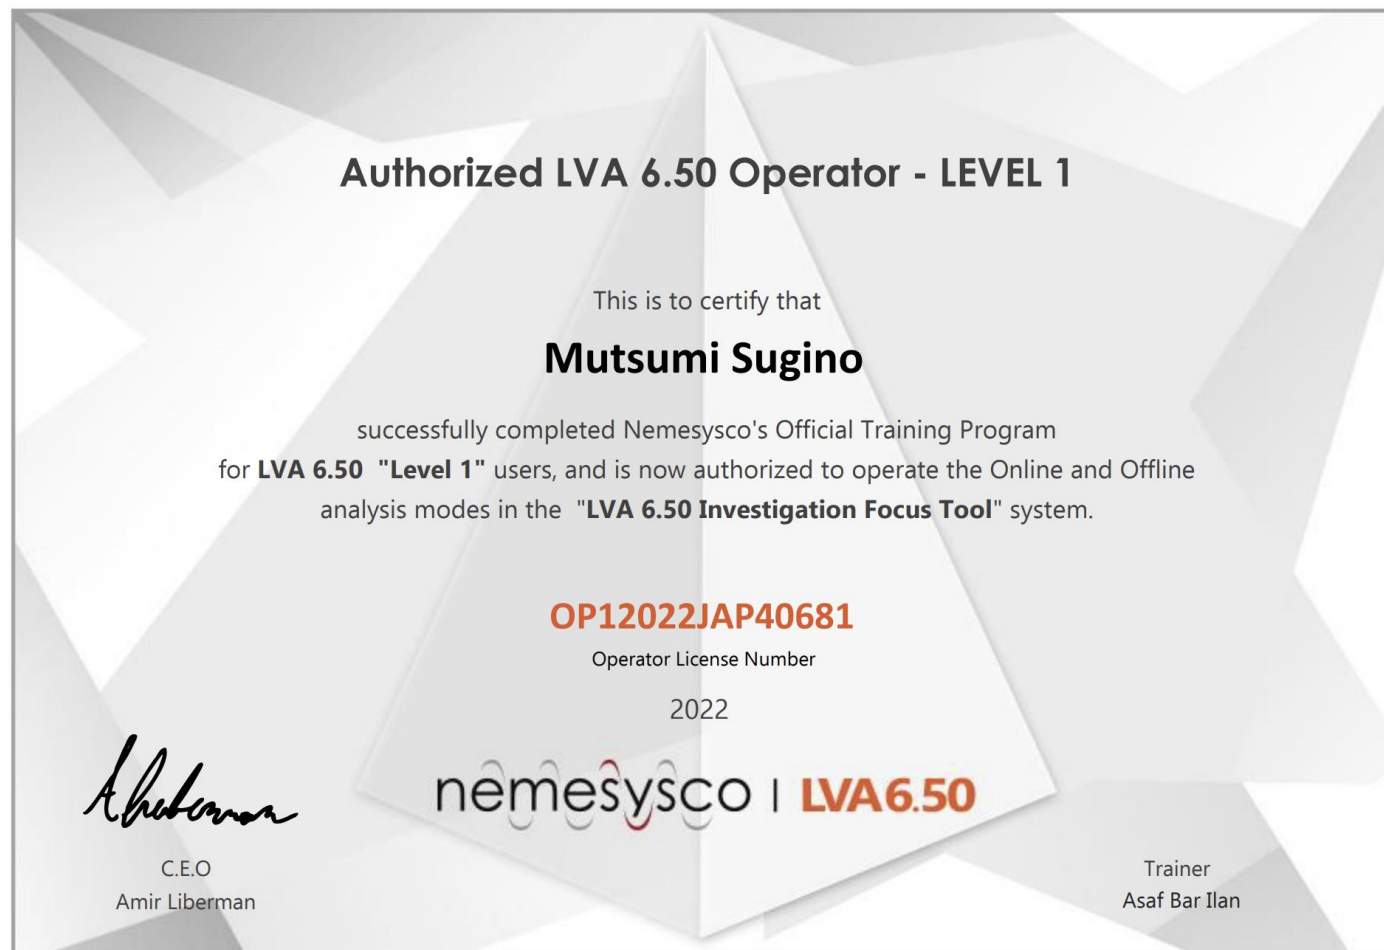 Authorized LVA 6.50 Operator - LEVEL 1
This is to certify that
Mutsumi Sugino
successfully completed Nemesysco's Official Training Program
for LVA 6.50 "Level 1" users, and is now authorized to operate the Online and Offline
analysis modes in the "LVA 6.50 Investigation Focus Tool" system.
OP12022JAP40681
Operator License Number
2022
nemesysco | LVA6.50
A Liberman
C.E.O
Amir Liberman
Trainer
Asaf Bar Ilan